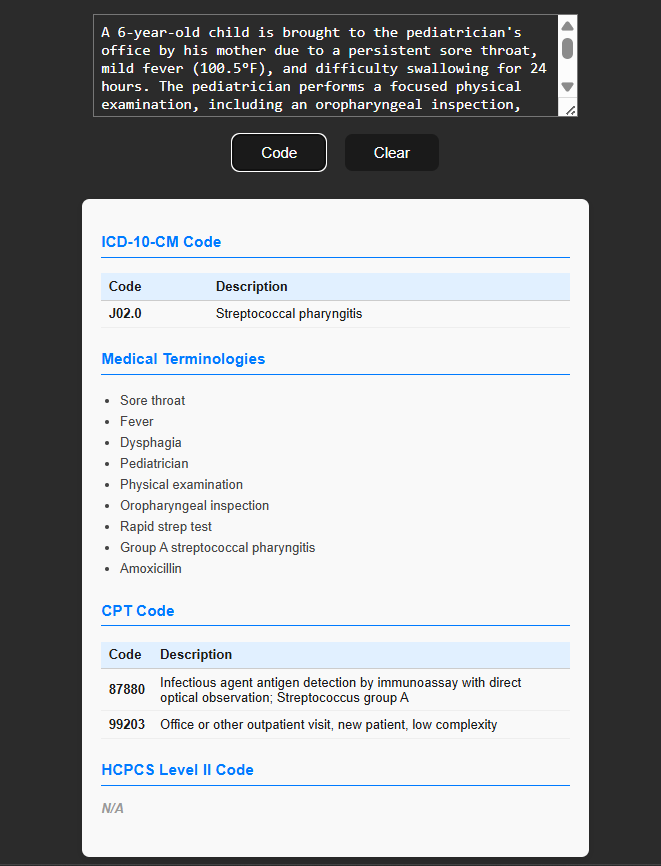 A 6-year-old child is brought to the pediatrician's
office by his mother due to a persistent sore throat,
mild fever (100.5°F), and difficulty swallowing for 24
hours. The pediatrician performs a focused physical
examination, including an oropharyngeal inspection,
Code
Clear
ICD-10-CM Code
Code Description
J02.0 Streptococcal pharyngitis
Medical Terminologies
• Sore throat
• Fever
• Dysphagia
• Pediatrician
• Physical examination
• Oropharyngeal inspection
• Rapid strep test
• Group A streptococcal pharyngitis
• Amoxicillin
CPT Code
Code Description
87880 Infectious agent antigen detection by immunoassay with direct
optical observation; Streptococcus group A
99203 Office or other outpatient visit, new patient, low complexity
HCPCS Level II Code
N/A